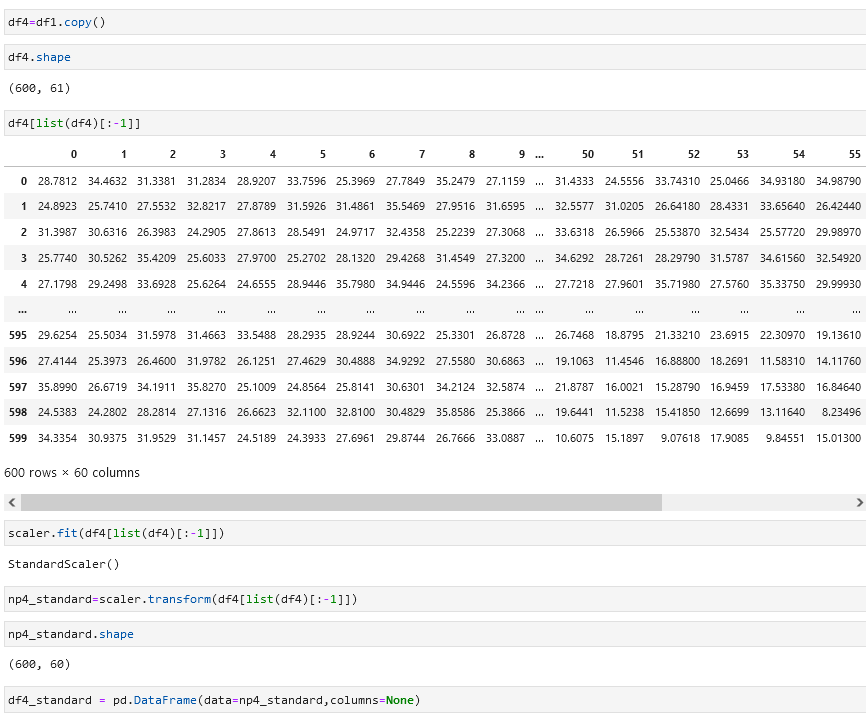 df4=df1.copy()
df4.shape
(600, 61)
df4[list(df4)[:-1]]
0 1 2 3 4 5 6 7 8 9 ... 50 51 52 53 54 55
0 28.7812 34.4632 31.3381 31.2834 28.9207 33.7596 25.3969 27.7849 35.2479 27.1159 ... 31.4333 24.5556 33.74310 25.0466 34.93180 34.98790
1 24.8923 25.7410 27.5532 32.8217 27.8789 31.5926 31.4861 35.5469 27.9516 31.6595 ... 32.5577 31.0205 26.64180 28.4331 33.65640 26.42440
2 31.3987 30.6316 26.3983 24.2905 27.8613 28.5491 24.9717 32.4358 25.2239 27.3068 ... 33.6318 26.5966 25.53870 32.5434 25.57720 29.98970
3 25.7740 30.5262 35.4209 25.6033 27.9700 25.2702 28.1320 29.4268 31.4549 27.3200 ... 34.6292 28.7261 28.29790 31.5787 34.61560 32.54920
4 27.1798 29.2498 33.6928 25.6264 24.6555 28.9446 35.7980 34.9446 24.5596 34.2366 ... 27.7218 27.9601 35.71980 27.5760 35.33750 29.99930
... ... ... ... ... ... ... ... ... ... ... ... ... ... ... ... ... ...
595 29.6254 25.5034 31.5978 31.4663 33.5488 28.2935 28.9244 30.6922 25.3301 26.8728 ... 26.7468 18.8795 21.33210 23.6915 22.30970 19.13610
596 27.4144 25.3973 26.4600 31.9782 26.1251 27.4629 30.4888 34.9292 27.5580 30.6863 ... 19.1063 11.4546 16.88800 18.2691 11.58310 14.11760
597 35.8990 26.6719 34.1911 35.8270 25.1009 24.8564 25.8141 30.6301 34.2124 32.5874 ... 21.8787 16.0021 15.28790 16.9459 17.53380 16.84640
598 24.5383 24.2802 28.2814 27.1316 26.6623 32.1100 32.8100 30.4829 35.8586 25.3866 ... 19.6441 11.5238 15.41850 12.6699 13.11640 8.23496
599 34.3354 30.9375 31.9529 31.1457 24.5189 24.3933 27.6961 29.8744 26.7666 33.0887 ... 10.6075 15.1897 9.07618 17.9085 9.84551 15.01300
600 rows × 60 columns
scaler.fit(df4[list(df4)[:-1]])
StandardScaler()
np4_standard=scaler.transform(df4[list(df4)[:-1]])
np4_standard.shape
(600, 60)
df4_standard = pd.DataFrame(data=np4_standard,columns=None)